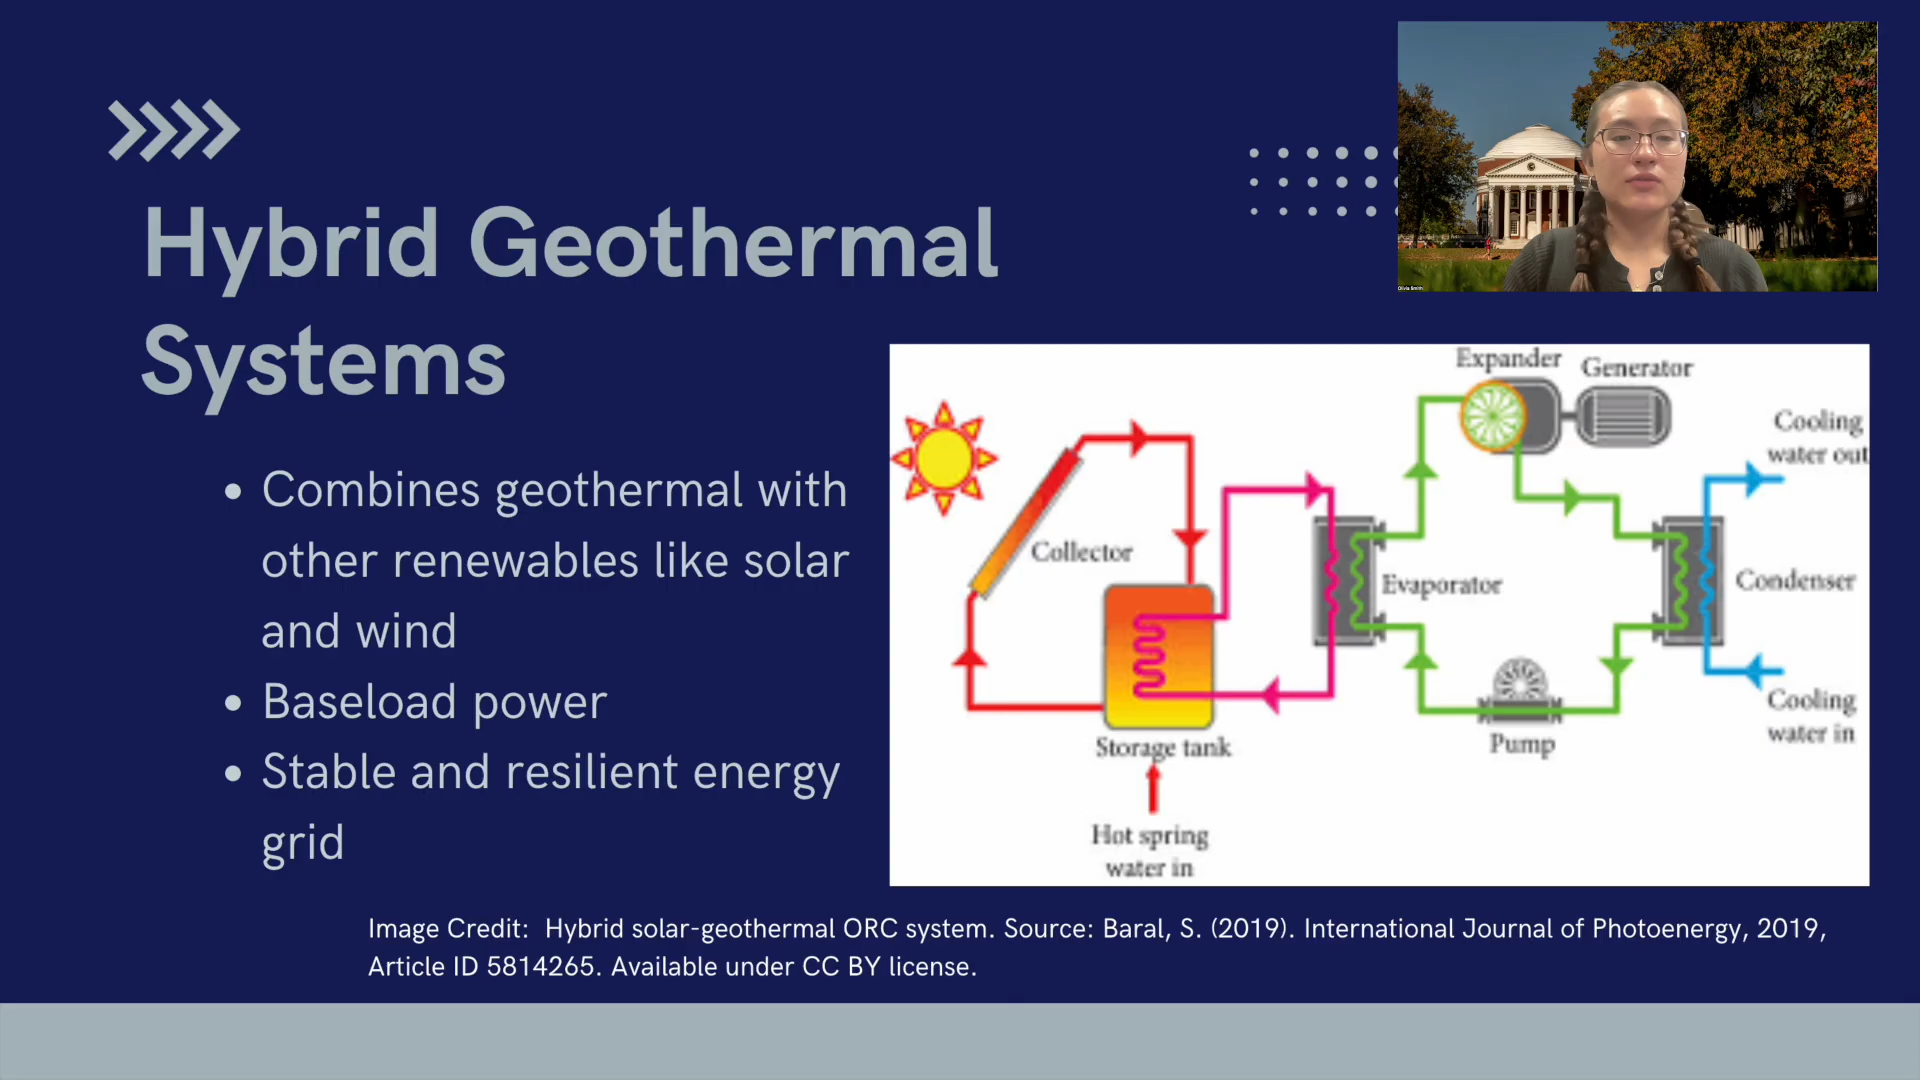 Hybrid Geothermal
Systems
Combines geothermal with
other renewables like solar
and wind
Baseload power
Stable and resilient energy
grid
Olivia Smith
Expander
Generator
Cooling
water out
Collector
Evaporator
Condenser
Storage tank
Pump
Cooling
water in
Hot spring
water in
Image Credit: Hybrid solar-geothermal ORC system. Source: Baral, S. (2019). International Journal of Photoenergy, 2019,
Article ID 5814265. Available under CC BY license.